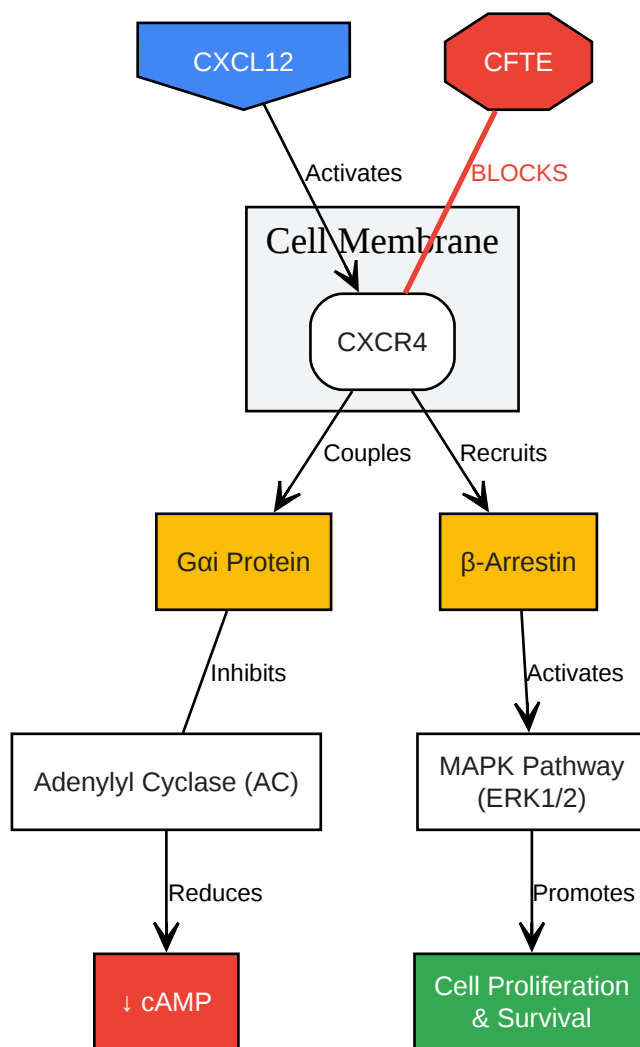 CXCL12
CFTE
Activates
BLOCKS
Cell Membrane
CXCR4
Couples
Recruits
Gαi Protein
β-Arrestin
Inhibits
Activates
Adenylyl Cyclase (AC)
MAPK Pathway
(ERK1/2)
Reduces
Promotes
↓ cAMP
Cell Proliferation
& Survival